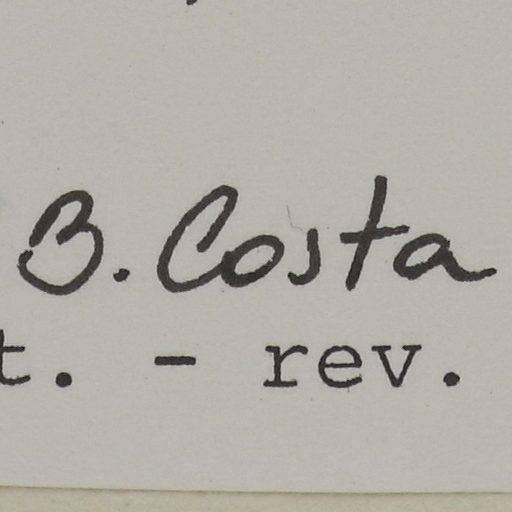 B. Costa
t. - rev.